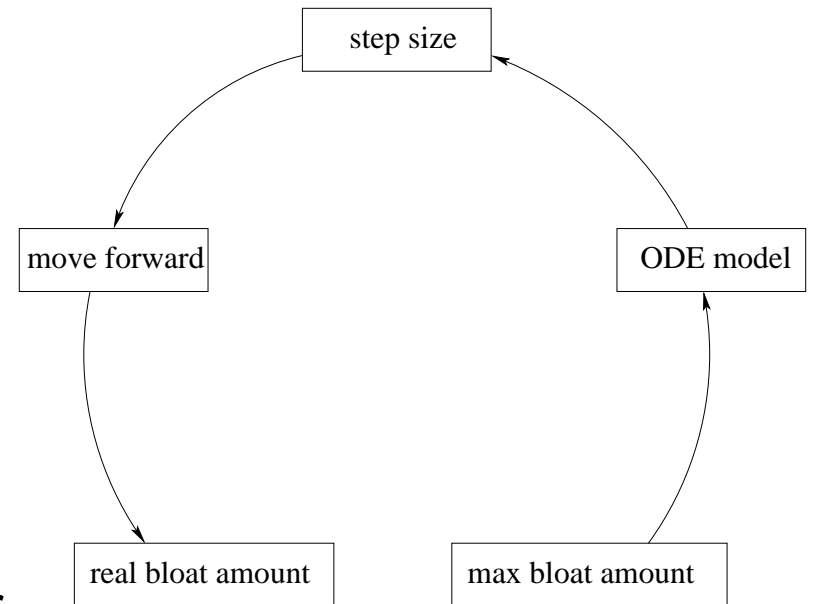 step size
move forward
ODE model
real bloat amount
max bloat amount